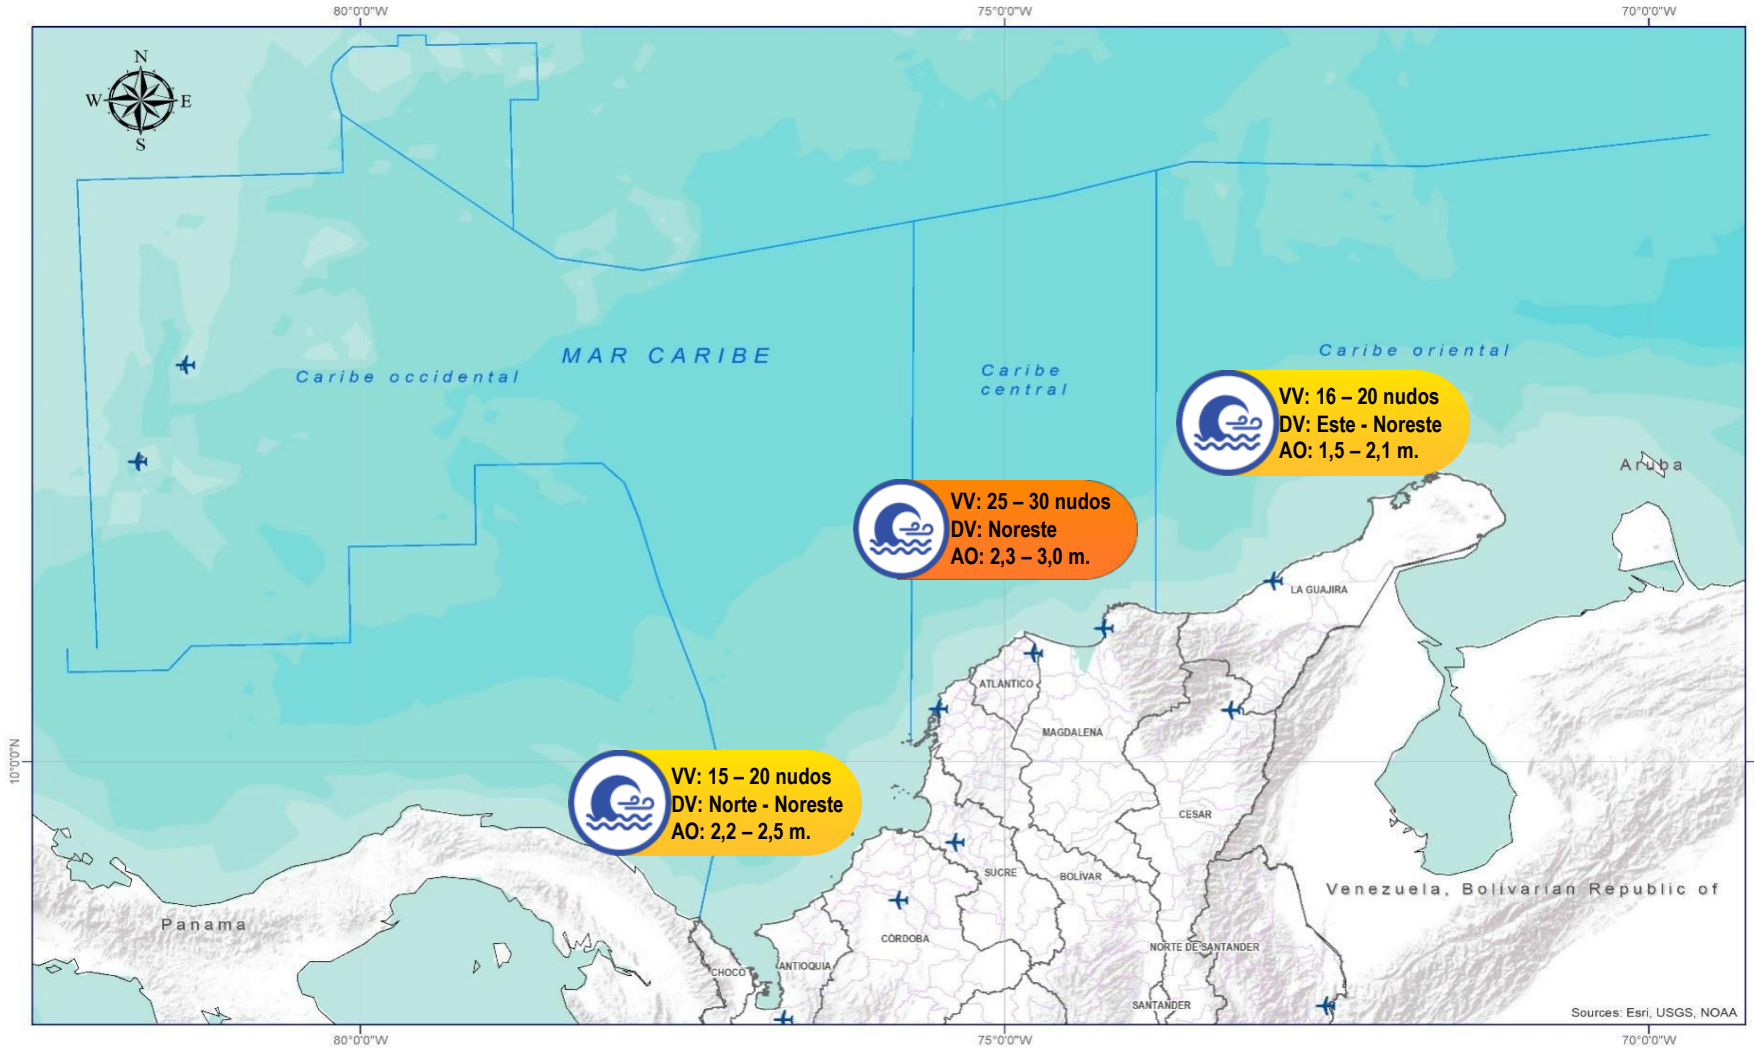 80°0'0"W
75°0'0"W
70°0'0"W
N
W
E
S
MAR CARIBE
Caribe occidental
Caribe
central
Caribe oriental
VV: 16 – 20 nudos
DV: Este - Noreste
AO: 1,5 – 2,1 m.
Aruba
VV: 25 – 30 nudos
DV: Noreste
AO: 2,3 – 3,0 m.
LA GUAJIRA
ATLÁNTICO
MAGDALENA
10°0'0"N
VV: 15 – 20 nudos
DV: Norte - Noreste
AO: 2,2 – 2,5 m.
CESAR
SUCRE
BOLÍVAR
Venezuela, Bolivarian Republic of
Panama
CÓRDOBA
NORTE DE SANTANDER
CHOCÓ
ANTIOQUIA
SANTANDER
Sources: Esri, USGS, NOAA
80°0'0"W
75°0'0"W
70°0'0"W